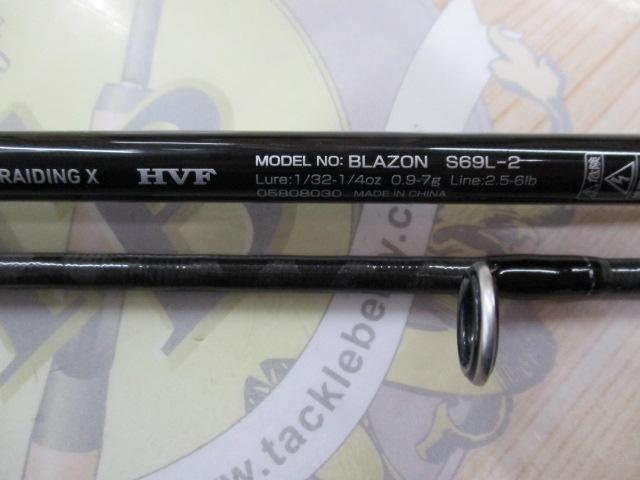 RAIDING X HVF
MODEL NO: BLAZON S69L-2
Lure:1/32-1/4oz 0.9-7g Line:2.5-6lb
05808030 MADE IN CHINA
www.tackleberry.c